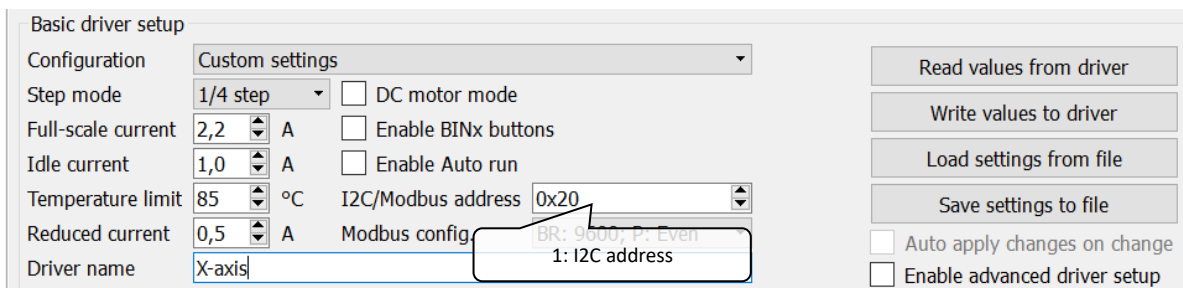 Basic driver setup
Configuration Custom settings
Read values from driver
Step mode 1/4 step DC motor mode
Write values to driver
Full-scale current 2,2 A Enable BINx buttons
Idle current 1,0 A Enable Auto run
Load settings from file
Temperature limit 85 °C I2C/Modbus address 0x20
Save settings to file
Reduced current 0,5 A Modbus config. BR: 9600; P: Even
Auto apply changes on change
1: I2C address
Driver name X-axis
Enable advanced driver setup